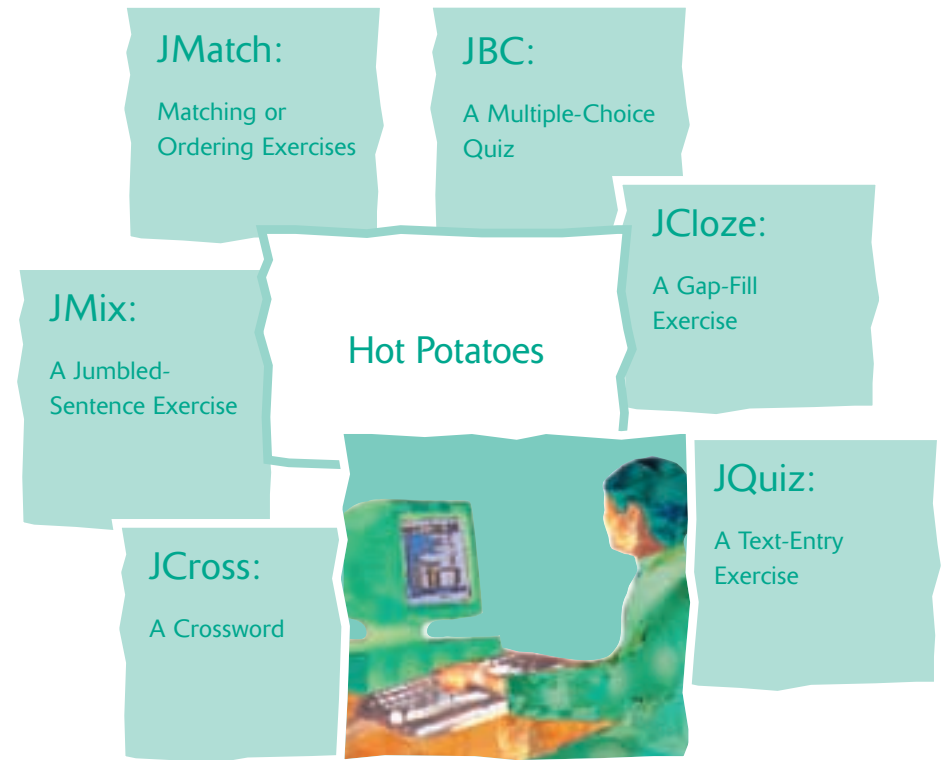 JMatch:
Matching or
Ordering Exercises
JBC:
A Multiple-Choice
Quiz
JCloze:
A Gap-Fill
Exercise
JMix:
A Jumbled-
Sentence Exercise
Hot Potatoes
JQuiz:
A Text-Entry
Exercise
JCross:
A Crossword